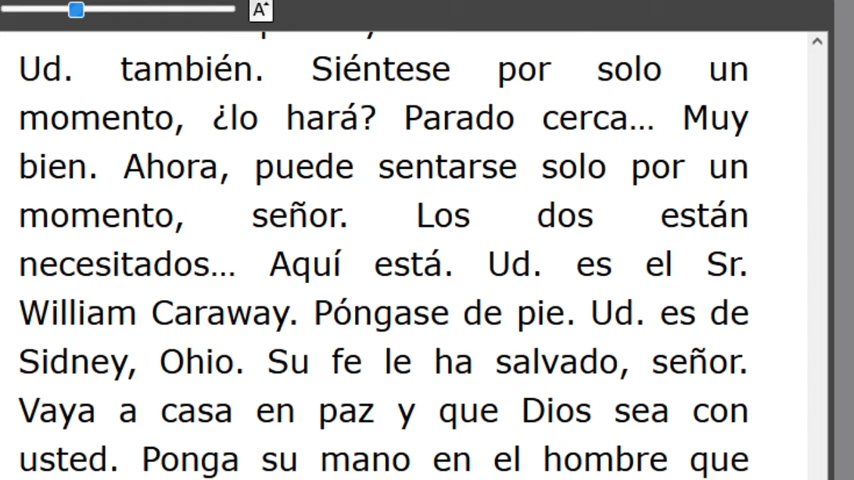 A
Ud. también. Siéntese por solo un
momento, ¿lo hará? Parado cerca… Muy
bien. Ahora, puede sentarse solo por un
momento, señor. Los dos están
necesitados… Aquí está. Ud. es el Sr.
William Caraway. Póngase de pie. Ud. es de
Sidney, Ohio. Su fe le ha salvado, señor.
Vaya a casa en paz y que Dios sea con
usted. Ponga su mano en el hombre que